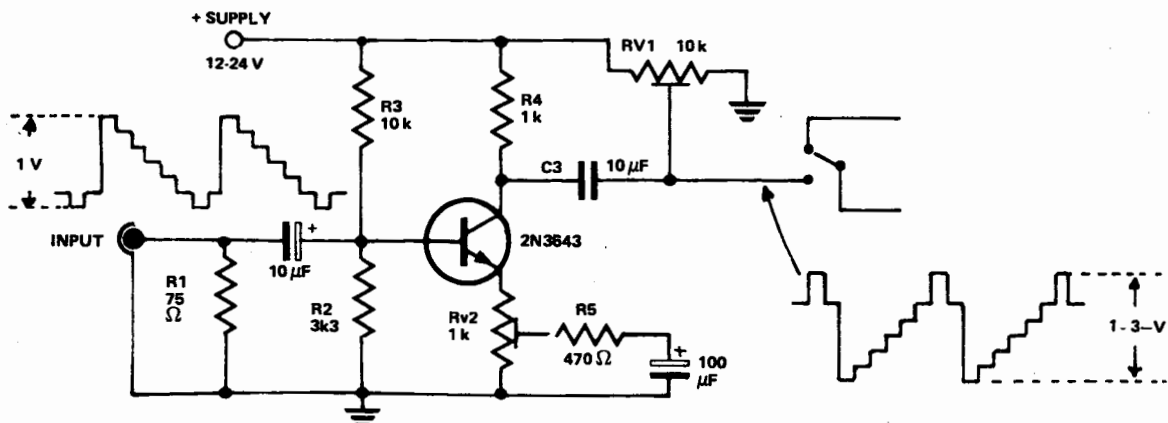 + SUPPLY
12-24 V
RV1 10 k
R3
10 k
R4
1 k
1 V
C3 10 µF
INPUT
+
2N3643
10 µF
R1
75
Ω
R2
3k3
Rv2
1 k
R5
470 Ω
+
100
µF
1-3-V